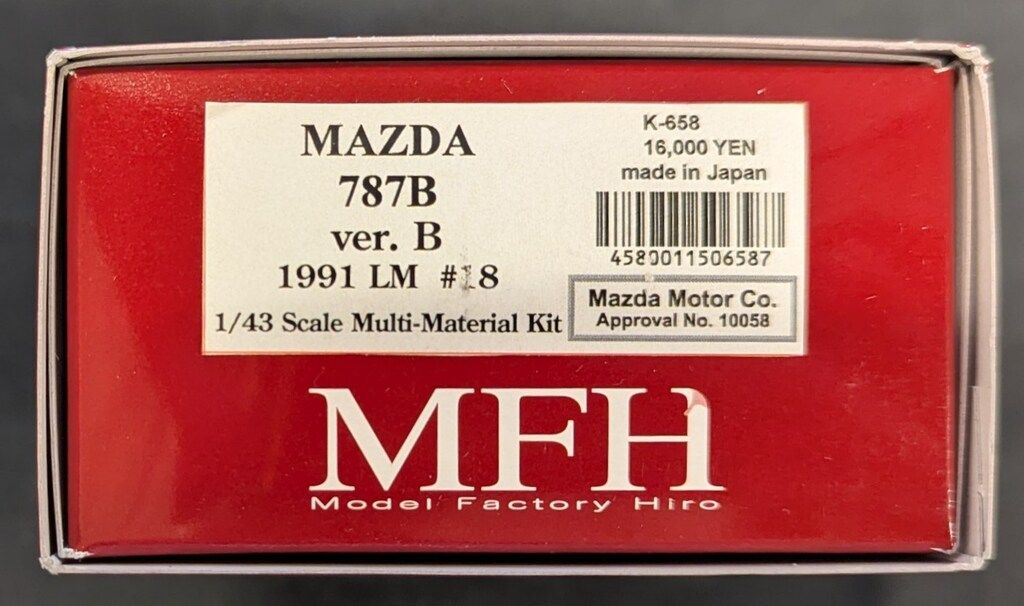 MAZDA
787B
ver. B
1991 LM #18
1/43 Scale Multi-Material Kit
K-658
16,000 YEN
made in Japan
4580011506587
Mazda Motor Co.
Approval No. 10058
MFH
Model Factory Hiro